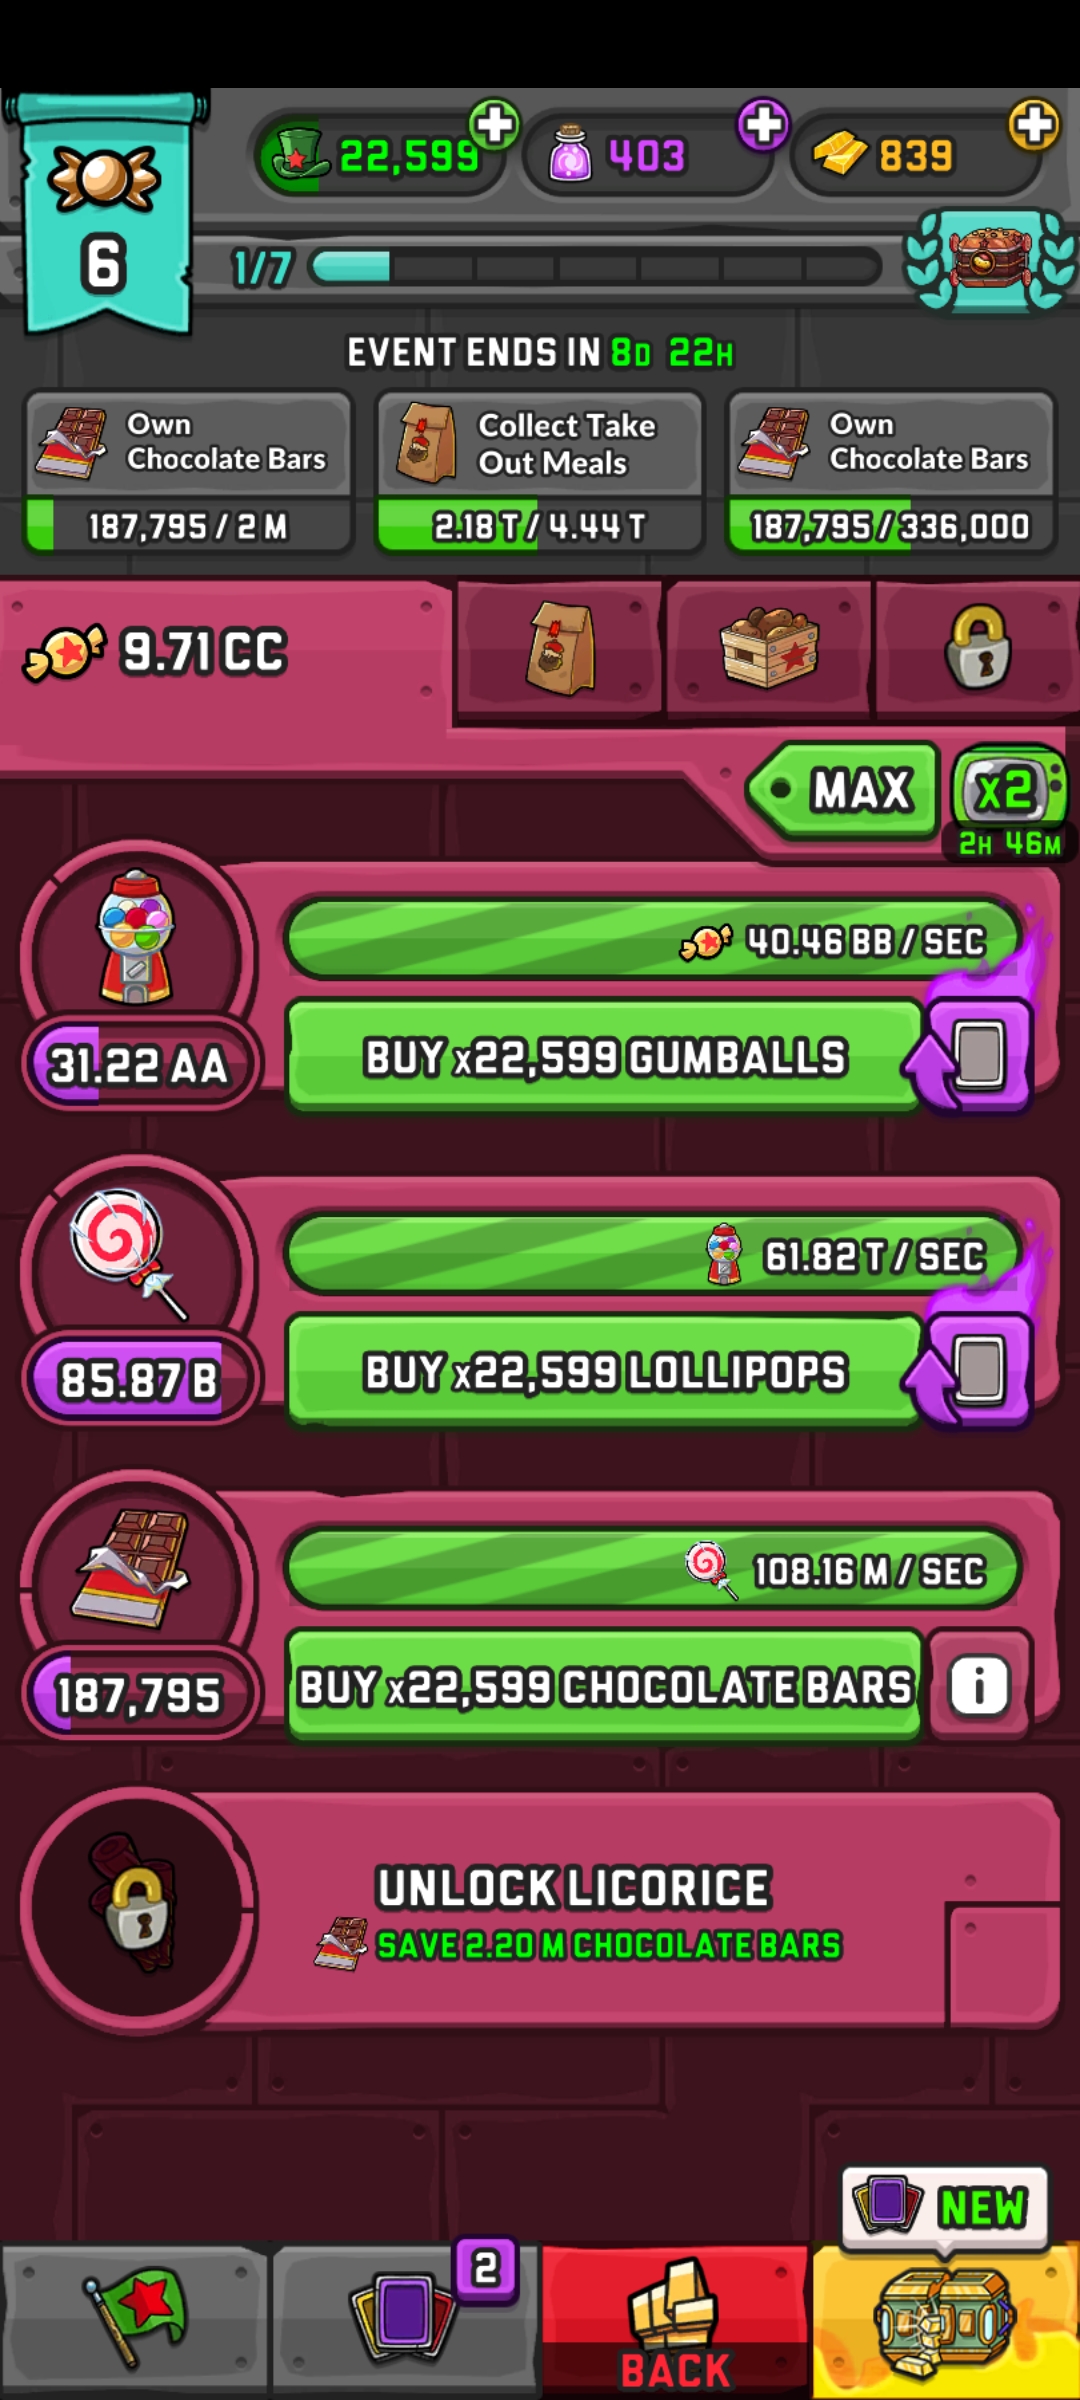 22,599
403
839
6
1/7
EVENT ENDS IN 8D 22H
Own
Chocolate Bars
187,795 / 2 M
Collect Take
Out Meals
2.18 T / 4.44 T
Own
Chocolate Bars
187,795 / 336,000
9.71 CC
MAX
x2
2H 46M
40.46 BB / SEC
31.22 AA
BUY x22,599 GUMBALLS
61.82 T / SEC
85.87 B
BUY x22,599 LOLLIPOPS
108.16 M / SEC
187,795
BUY x22,599 CHOCOLATE BARS
i
UNLOCK LICORICE
SAVE 2.20 M CHOCOLATE BARS
NEW
2
BACK